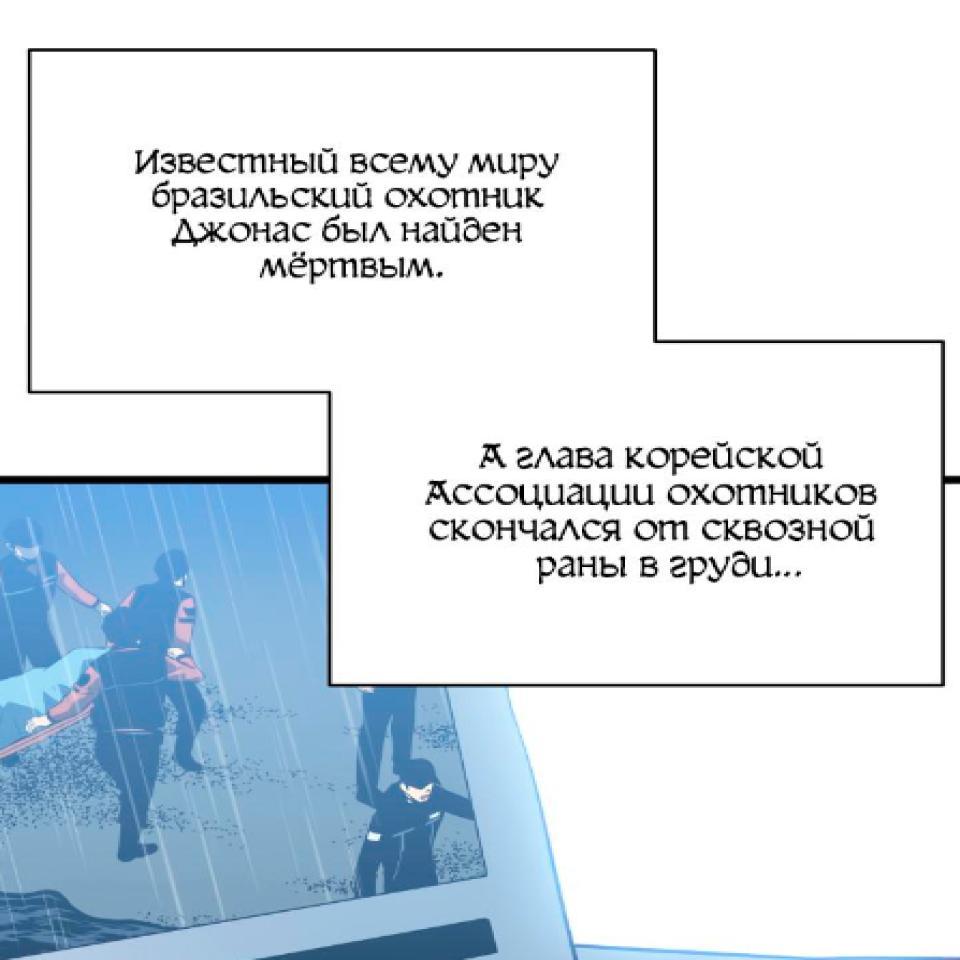 Известный всему миру
бразильский охотник
Джонас был найден
мёртвым.
А глава корейской
Ассоциации охотников
скончался от сквозной
раны в груди...